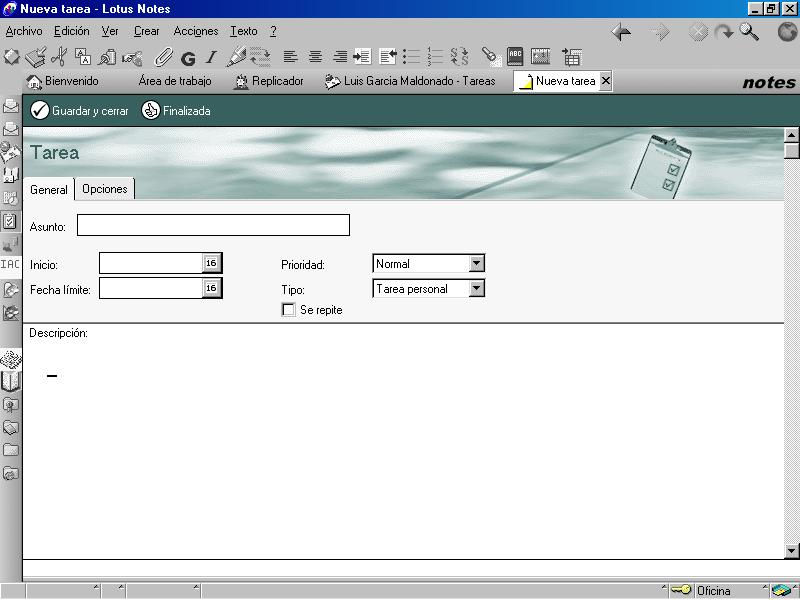 Nueva tarea - Lotus Notes
Archivo Edición Ver Crear Acciones Texto ?
G I ABC
Bienvenido Área de trabajo Replicador Luis Garcia Maldonado - Tareas Nueva tarea notes
Guardar y cerrar Finalizada
Tarea
General Opciones
Asunto:
Inicio: 16 Prioridad: Normal
Fecha límite: 16 Tipo: Tarea personal
Se repite
IAC
Descripción:
Oficina